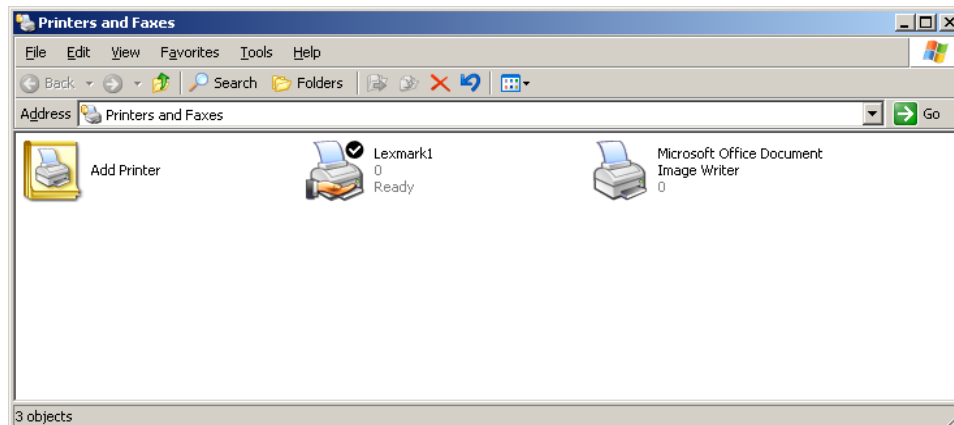 Printers and Faxes
File Edit View Favorites Tools Help
Back Search Folders
Address Printers and Faxes Go
Add Printer
Lexmark1
0
Ready
Microsoft Office Document
Image Writer
0
3 objects